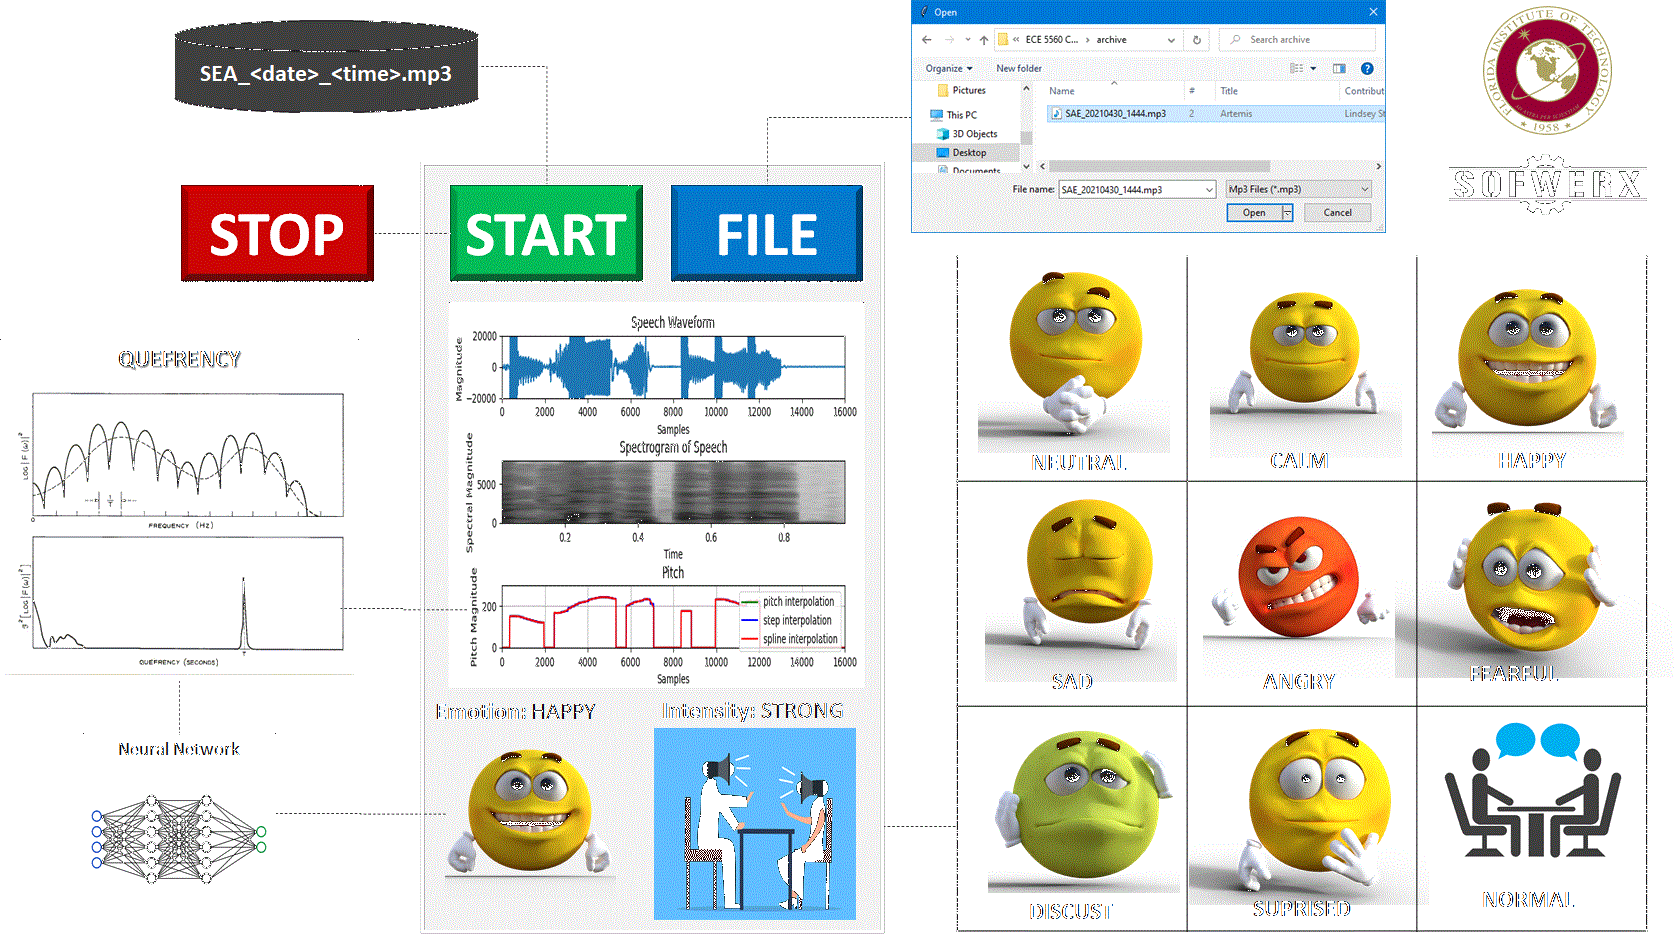 SEA_<date>_<time>.mp3
STOP
START
FILE
Open
« ECE 5560 C... > archive
Search archive
Organize
New folder
Pictures
This PC
3D Objects
Desktop
Documents
Name
#
Title
Contribut
SAE_20210430_1444.mp3
2
Artemis
Lindsey St
File name:
SAE_20210430_1444.mp3
Mp3 Files (*.mp3)
Open
Cancel
FLORIDA INSTITUTE OF TECHNOLOGY
1958
SOFWERX
QUEFRENCY
LOG |F(ω)|²
0
FREQUENCY (Hz)
QUEFRENCY (SECONDS)
T
Neural Network
Speech Waveform
Magnitude
20000
0
−20000
0 2000 4000 6000 8000 10000 12000 14000 16000
Samples
Spectrogram of Speech
Spectral Magnitude
5000
0
0.2 0.4 0.6 0.8
Time
Pitch
Pitch Magnitude
200
0
pitch interpolation
step interpolation
spline interpolation
0 2000 4000 6000 8000 10000 12000 14000 16000
Samples
Emotion: HAPPY
Intensity: STRONG
NEUTRAL
CALM
HAPPY
SAD
ANGRY
FEARFUL
DISCUST
SUPRISED
NORMAL